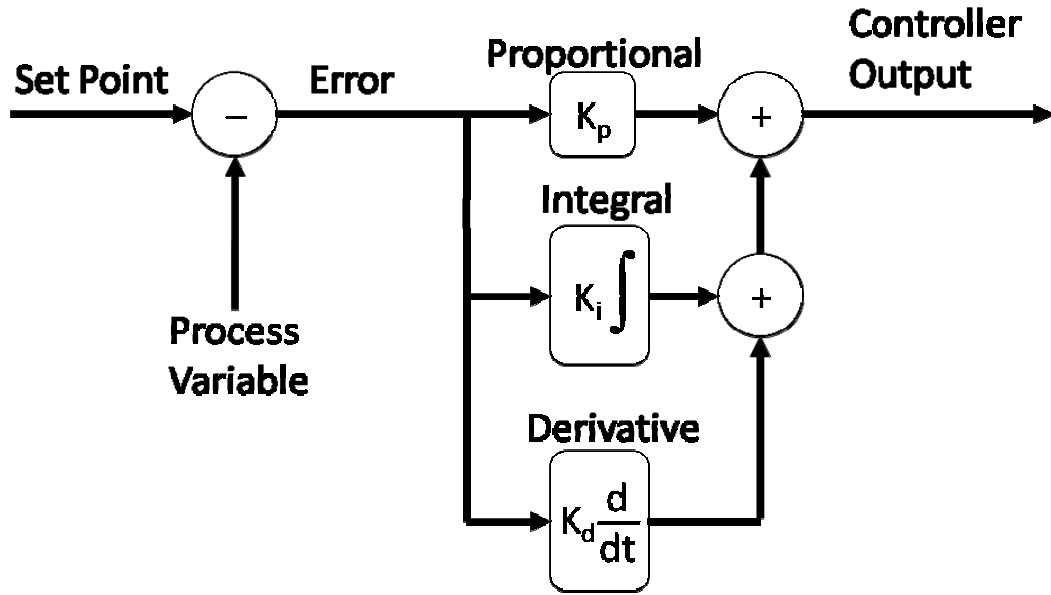 Set Point
−
Error
Proportional
Kp
+
Controller
Output
Process
Variable
Integral
Ki ∫
+
Derivative
Kd d
dt